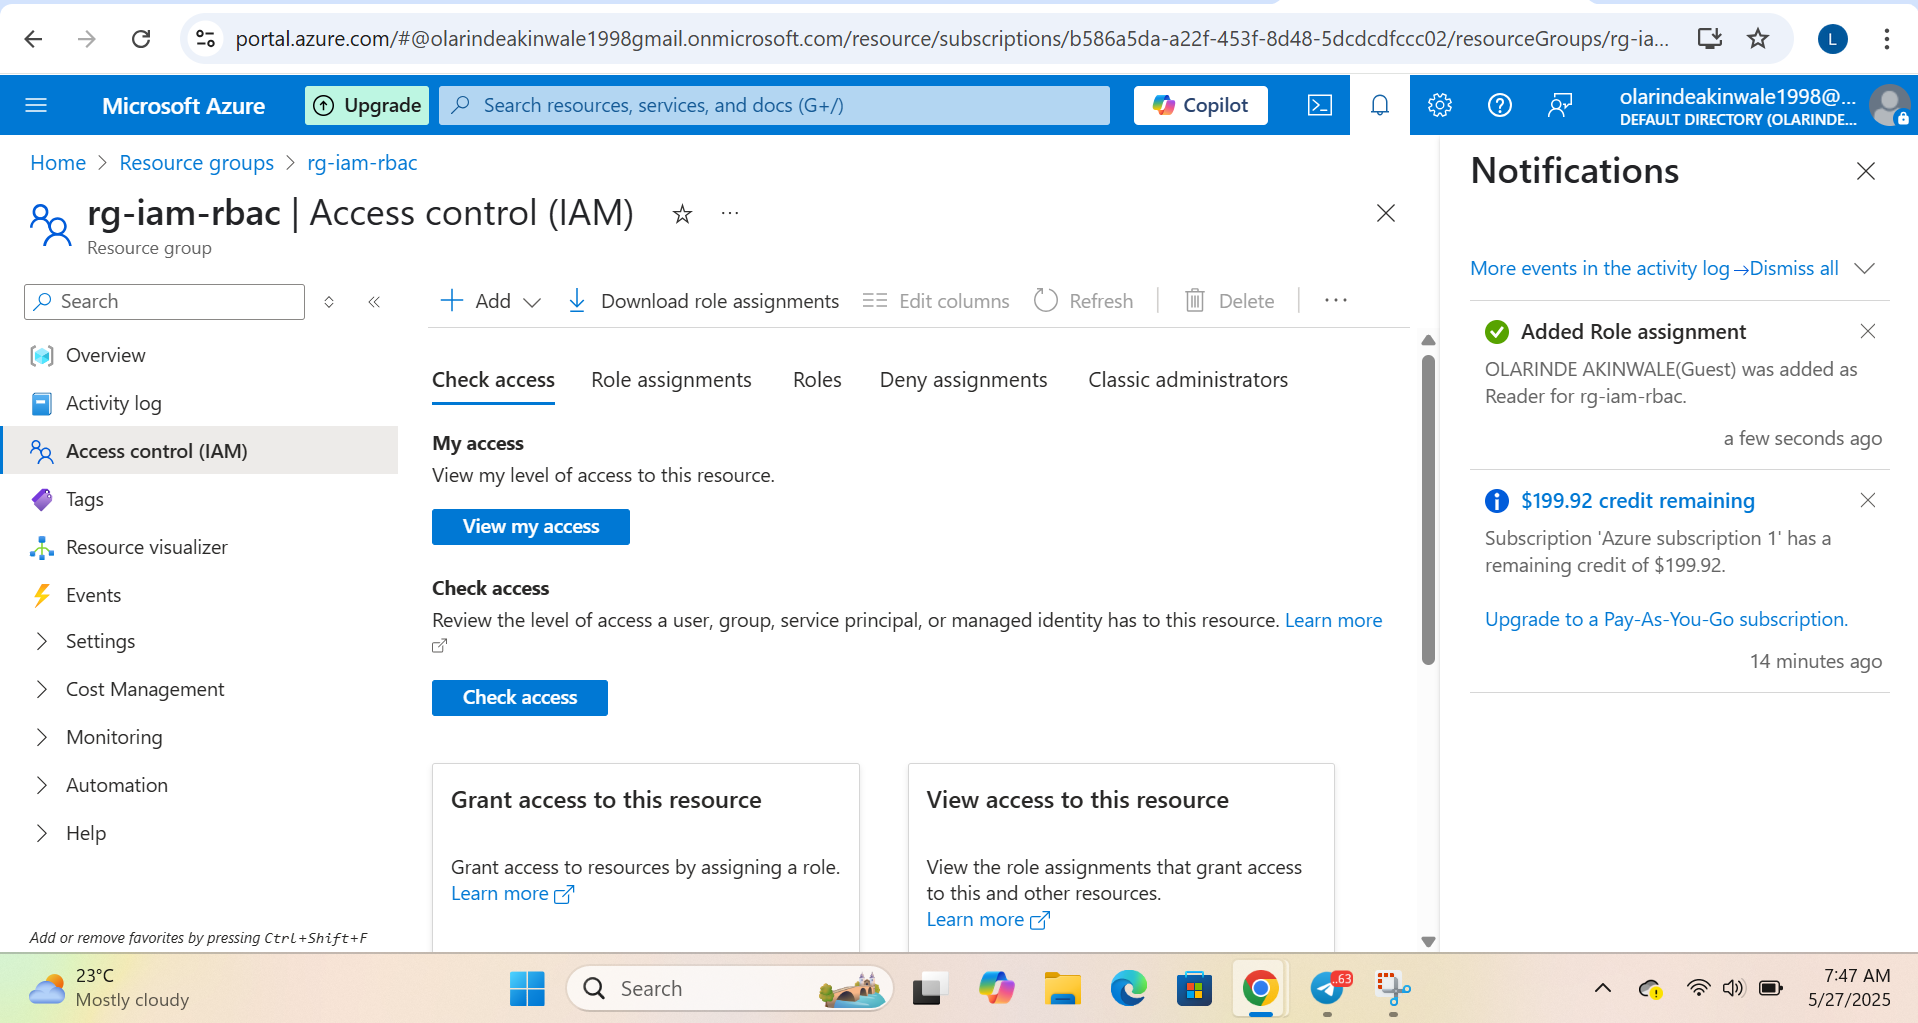 portal.azure.com/#@olarindeakinwale1998gmail.onmicrosoft.com/resource/subscriptions/b586a5da-a22f-453f-8d48-5dcdcdfccc02/resourceGroups/rg-ia...
L
Microsoft Azure
Upgrade
Search resources, services, and docs (G+/)
Copilot
olarindeakinwale1998@...
DEFAULT DIRECTORY (OLARINDE...
Home > Resource groups > rg-iam-rbac
rg-iam-rbac | Access control (IAM)
Resource group
Search
Overview
Activity log
Access control (IAM)
Tags
Resource visualizer
Events
Settings
Cost Management
Monitoring
Automation
Help
Add or remove favorites by pressing Ctrl+Shift+F
Add
Download role assignments
Edit columns
Refresh
Delete
Check access
Role assignments
Roles
Deny assignments
Classic administrators
My access
View my level of access to this resource.
View my access
Check access
Review the level of access a user, group, service principal, or managed identity has to this resource. Learn more
Check access
Grant access to this resource
Grant access to resources by assigning a role.
Learn more
View access to this resource
View the role assignments that grant access
to this and other resources.
Learn more
Notifications
More events in the activity log → Dismiss all
Added Role assignment
OLARINDE AKINWALE(Guest) was added as
Reader for rg-iam-rbac.
a few seconds ago
$199.92 credit remaining
Subscription 'Azure subscription 1' has a
remaining credit of $199.92.
Upgrade to a Pay-As-You-Go subscription.
14 minutes ago
23°C
Mostly cloudy
Search
..63
7:47 AM
5/27/2025